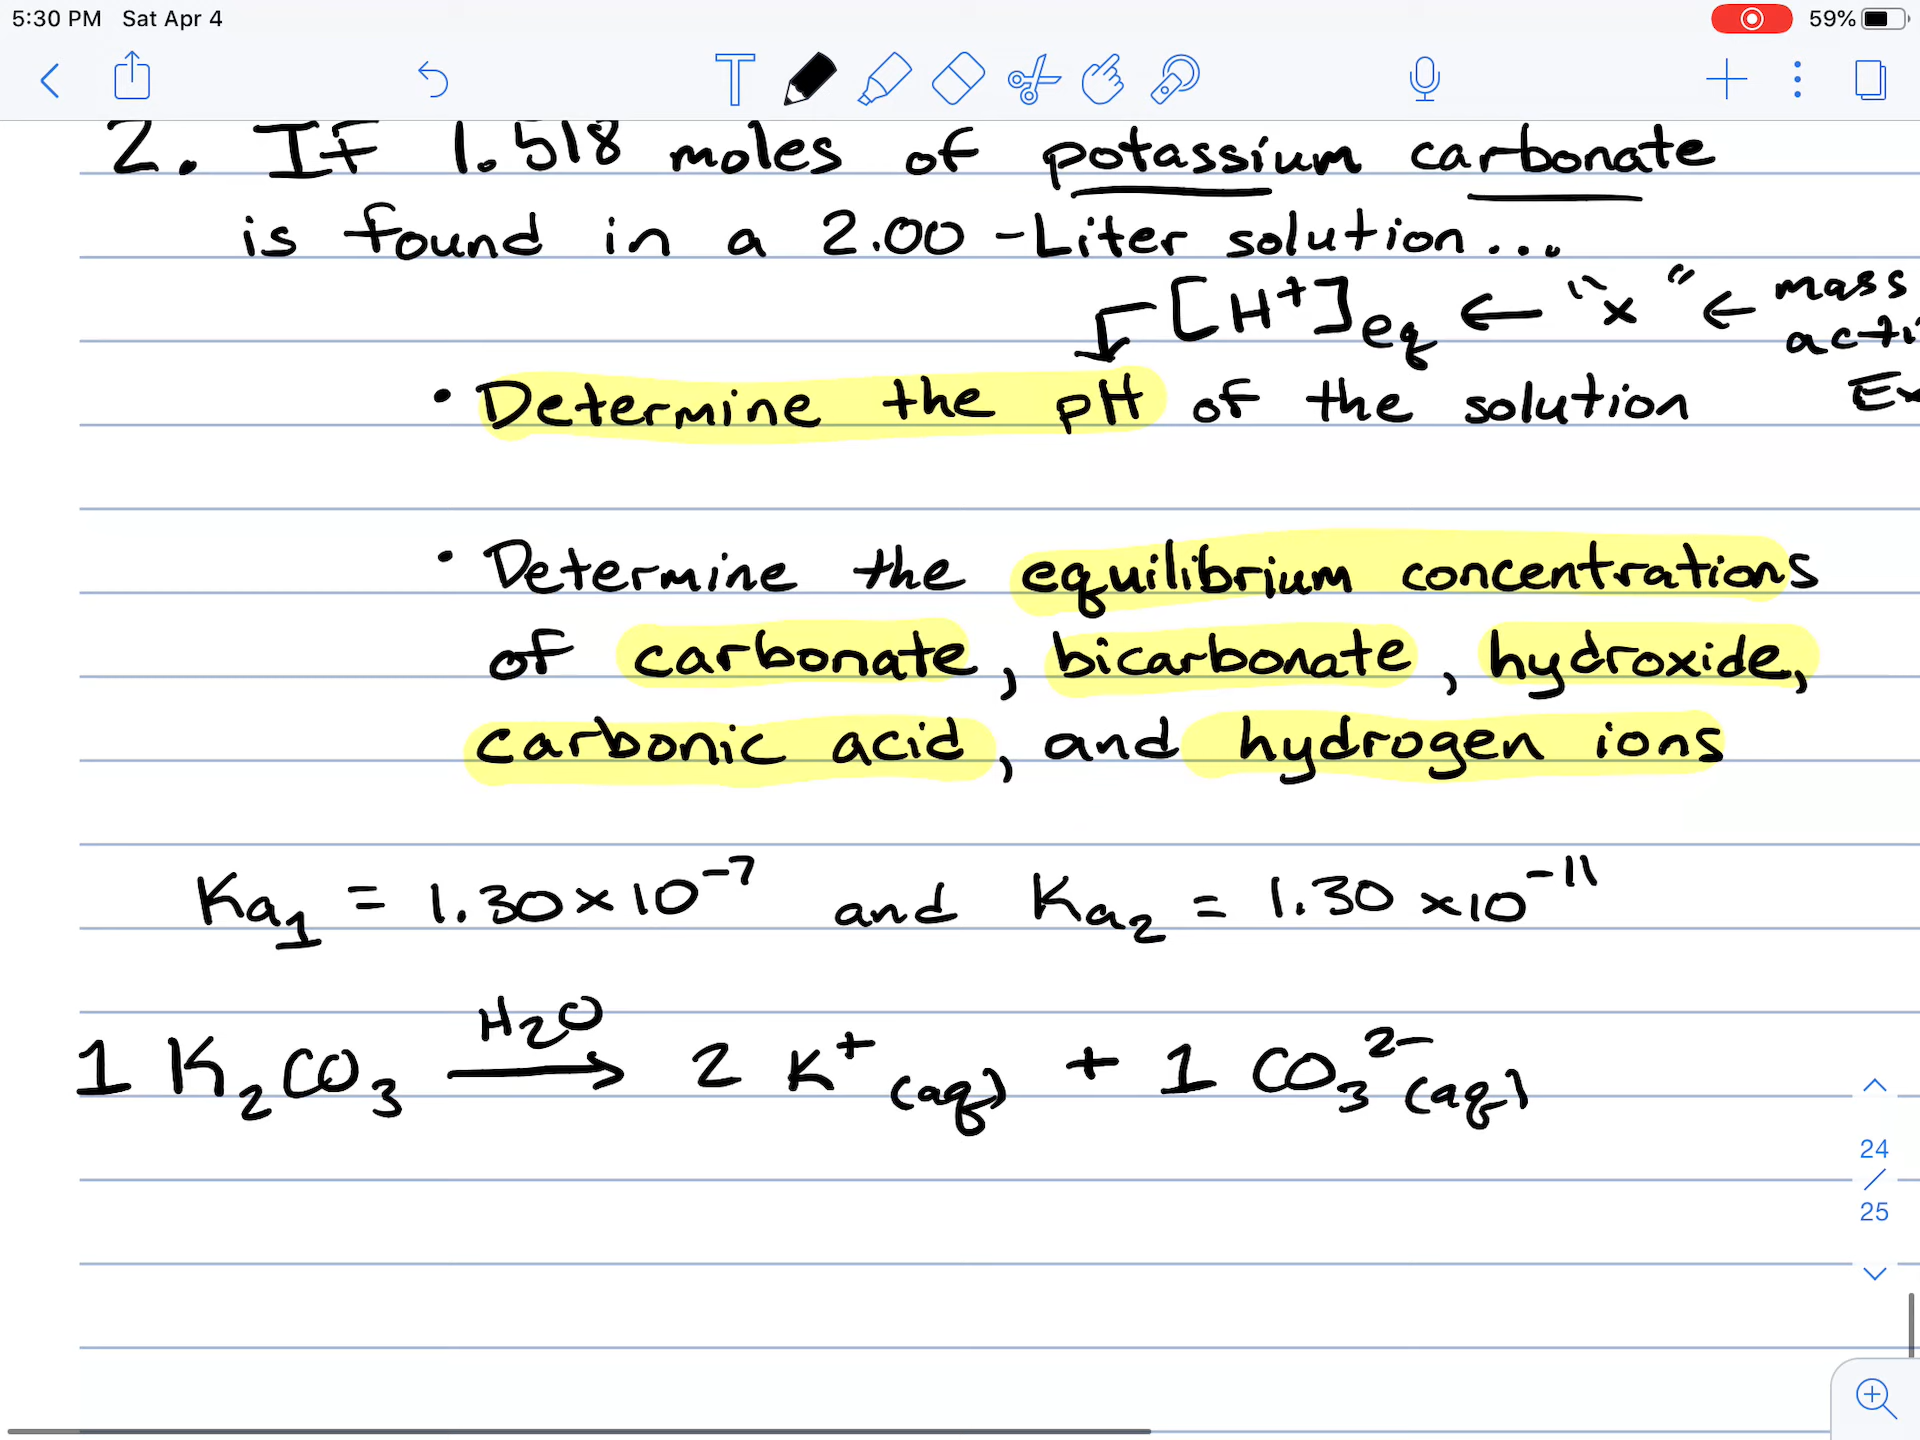 5:30 PM Sat Apr 4
59%
T
2. If 1.518 moles of potassium carbonate
is found in a 2.00-Liter solution...
[H⁺]eq ← "x" ← mass
acti
Ex
• Determine the pH of the solution
• Determine the equilibrium concentrations
of carbonate, bicarbonate, hydroxide,
carbonic acid, and hydrogen ions
Ka₁ = 1.30 x 10⁻⁷ and Ka₂ = 1.30 x 10⁻¹¹
H₂O
1 K₂CO₃ → 2 K⁺(aq) + 1 CO₃²⁻(aq)
24
/
25